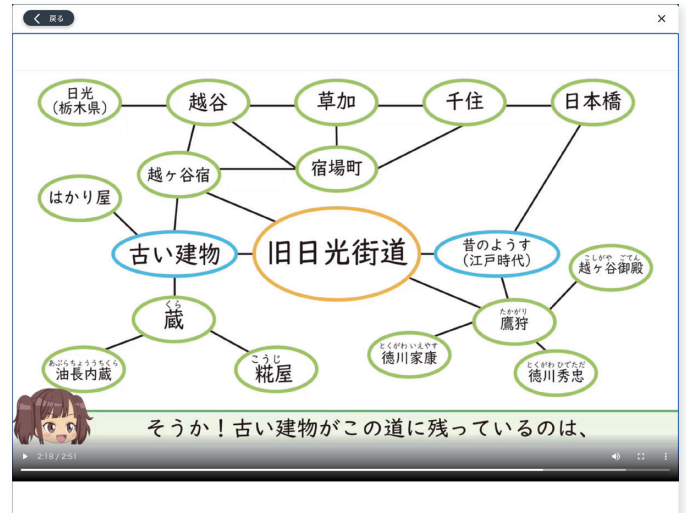 戻る
日光
(栃木県)
越谷
草加
千住
日本橋
宿場町
越ヶ谷宿
はかり屋
古い建物
旧日光街道
昔のようす
(江戸時代)
こしがや ごてん
越ヶ谷御殿
くら
蔵
たかがり
鷹狩
とくがわ いえやす
徳川家康
とくがわ ひでただ
徳川秀忠
あぶらちょううちくら
油長内蔵
こうじ
糀屋
そうか！古い建物がこの道に残っているのは、
2:18 / 2:51